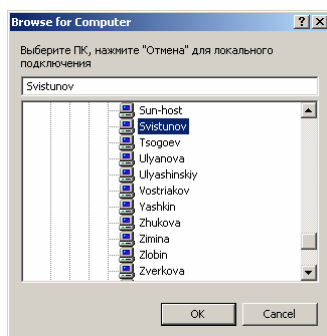 Browse for Computer
Выберите ПК, нажмите "Отмена" для локального
подключения
Svistunov
Sun-host
Svistunov
Tsogoev
Ulyanova
Ulyashinskiy
Vostriakov
Yashkin
Zhukova
Zimina
Zlobin
Zverkova
OK
Cancel